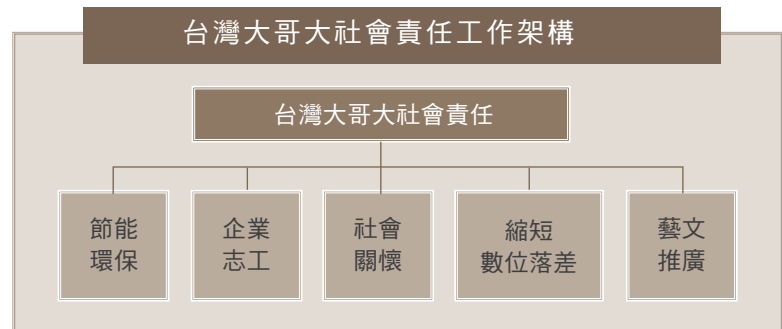 台灣大哥大社會責任工作架構
台灣大哥大社會責任
節能
環保
企業
志工
社會
關懷
縮短
數位落差
藝文
推廣